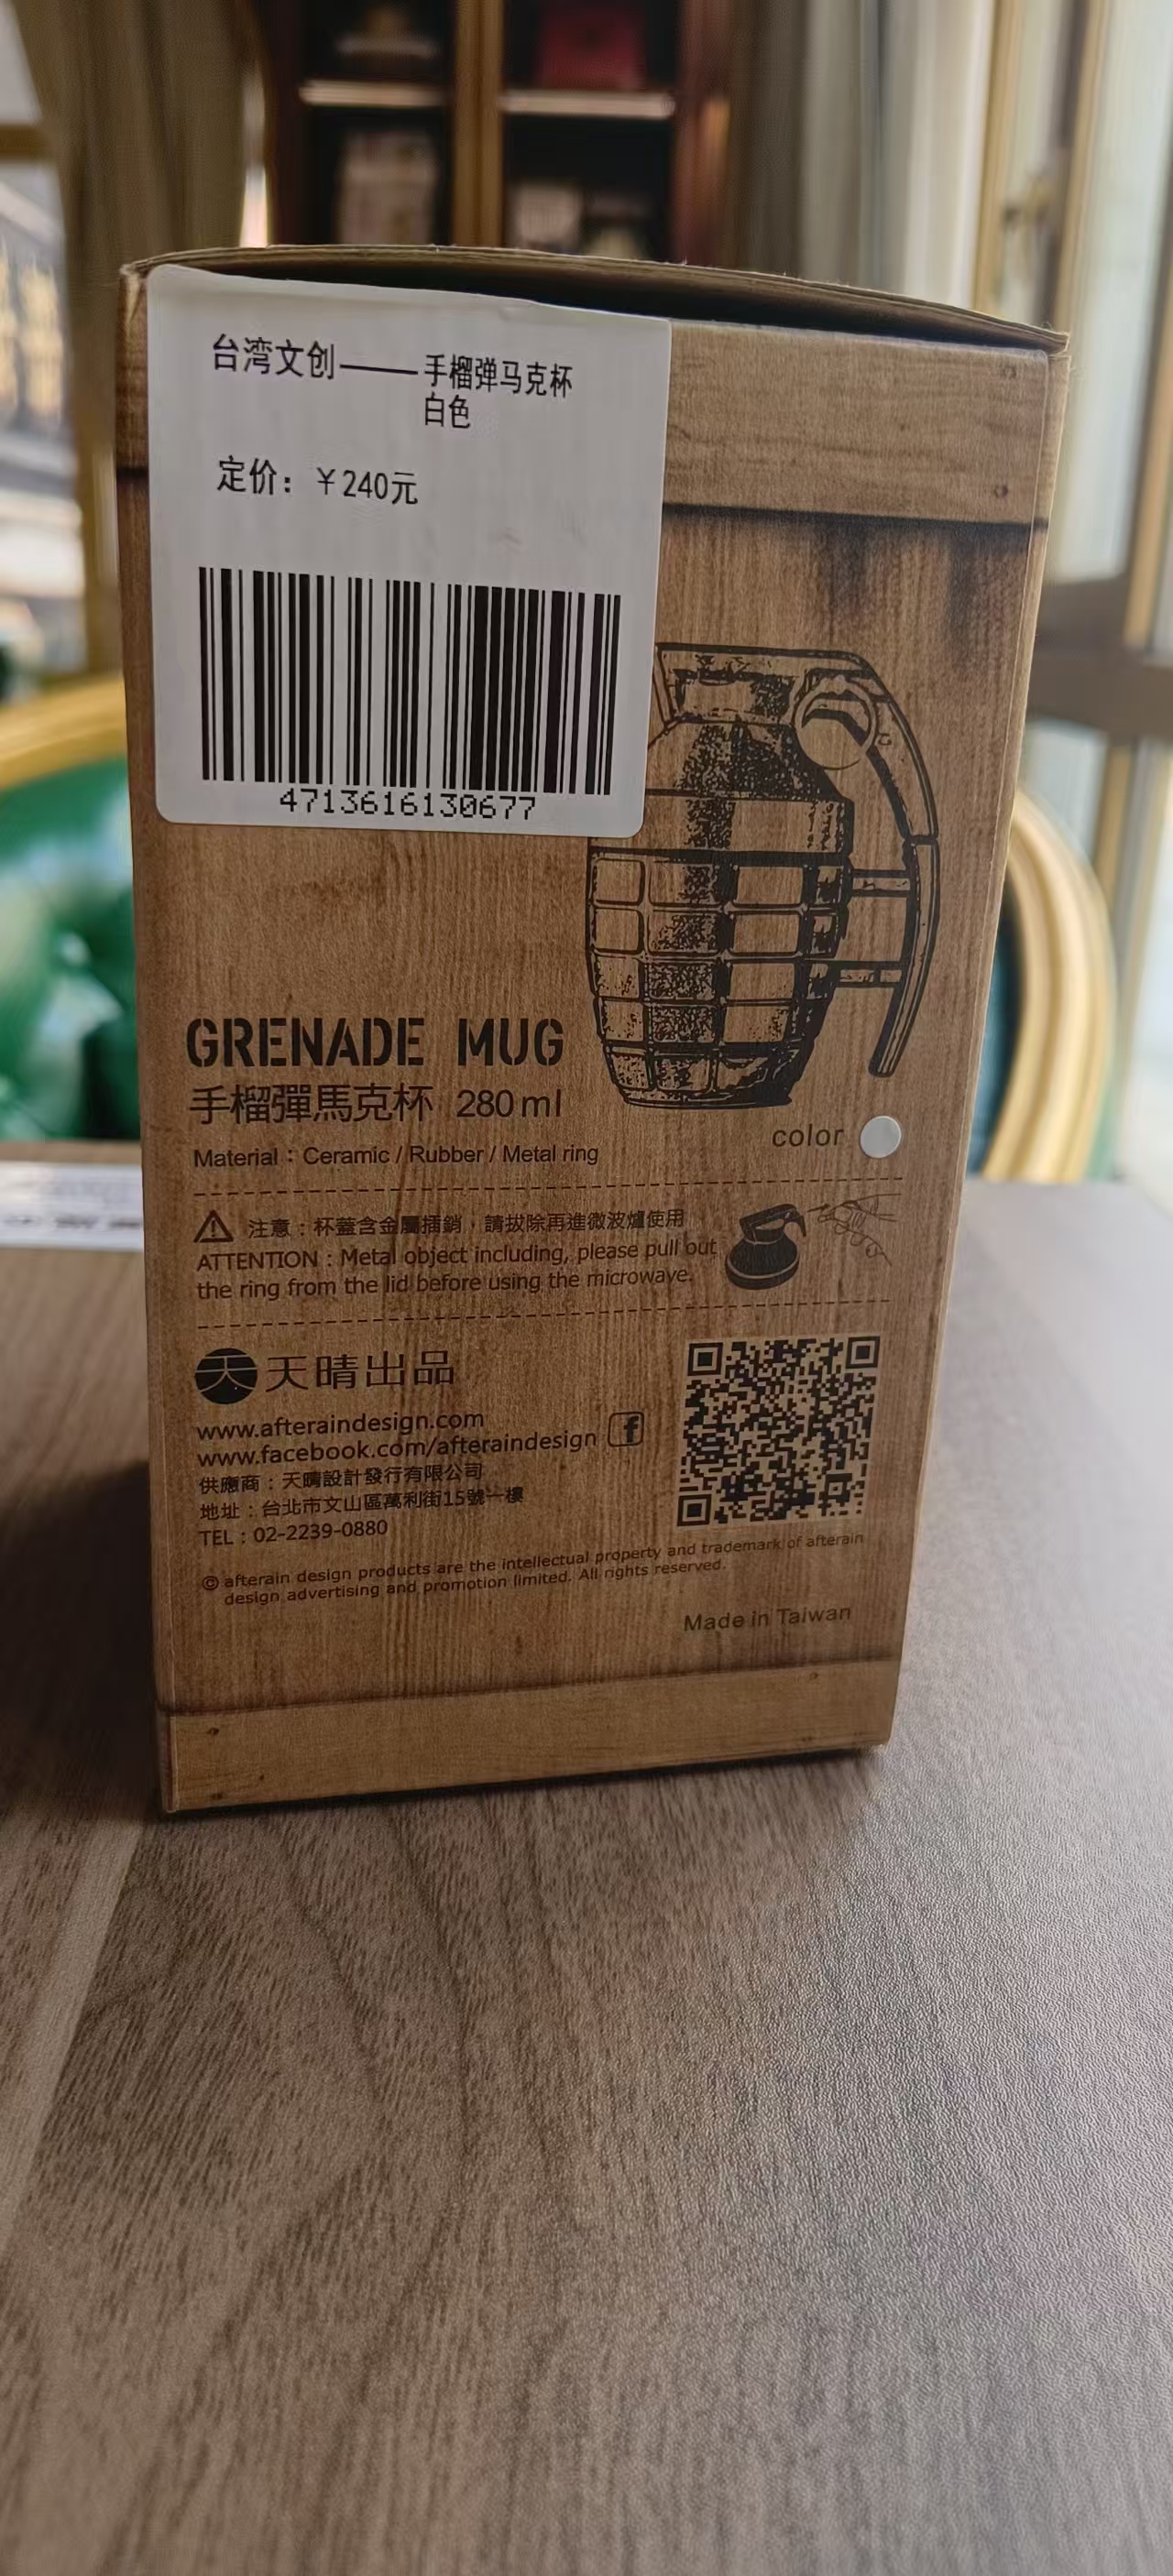 台湾文创——手榴弹马克杯
白色
定价：￥240元
4713616130677
GRENADE MUG
手榴彈馬克杯 280ml
color
Material：Ceramic / Rubber / Metal ring
注意：杯蓋含金屬插銷，請拔除再進微波爐使用
ATTENTION：Metal object including, please pull out
the ring from the lid before using the microwave.
天 天晴出品
www.afteraindesign.com
www.facebook.com/afteraindesign f
供應商：天晴設計發行有限公司
地址：台北市文山區萬利街15號一樓
TEL：02-2239-0880
© afterain design products are the intellectual property and trademark of afterain
design advertising and promotion limited. All rights reserved.
Made in Taiwan